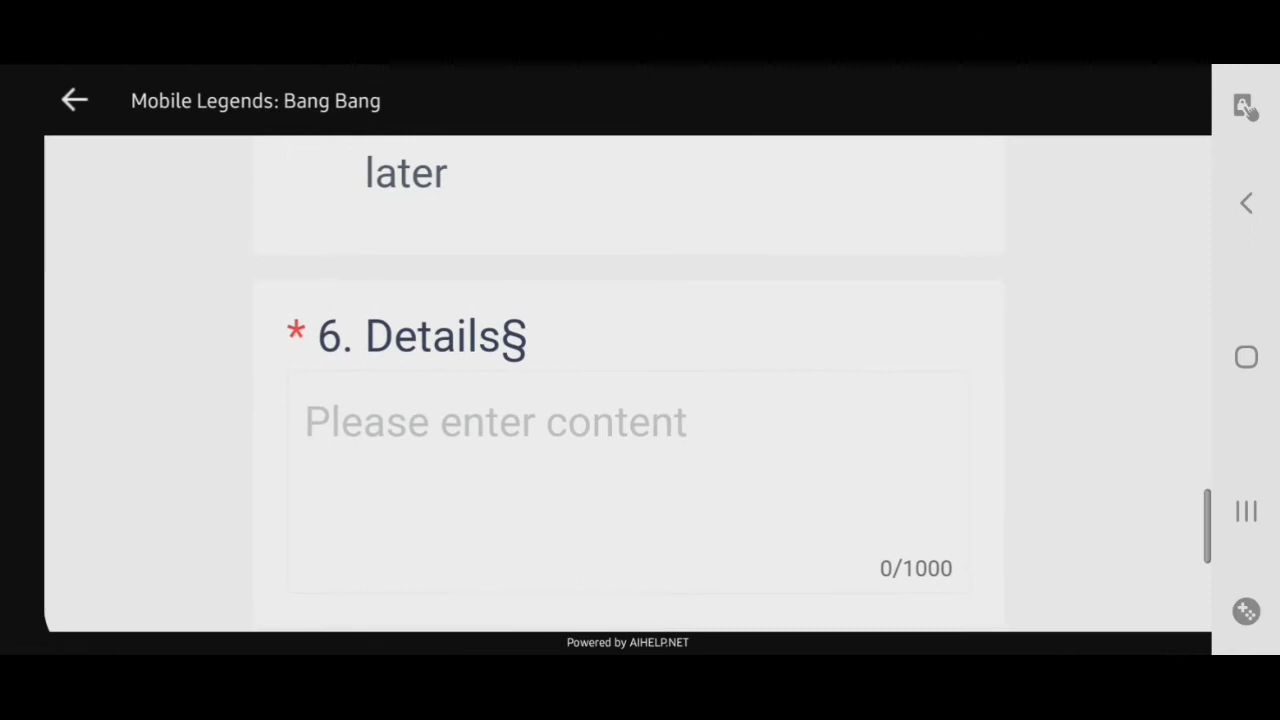 Mobile Legends: Bang Bang
later
* 6. Details§
Please enter content
0/1000
Powered by AIHELP.NET